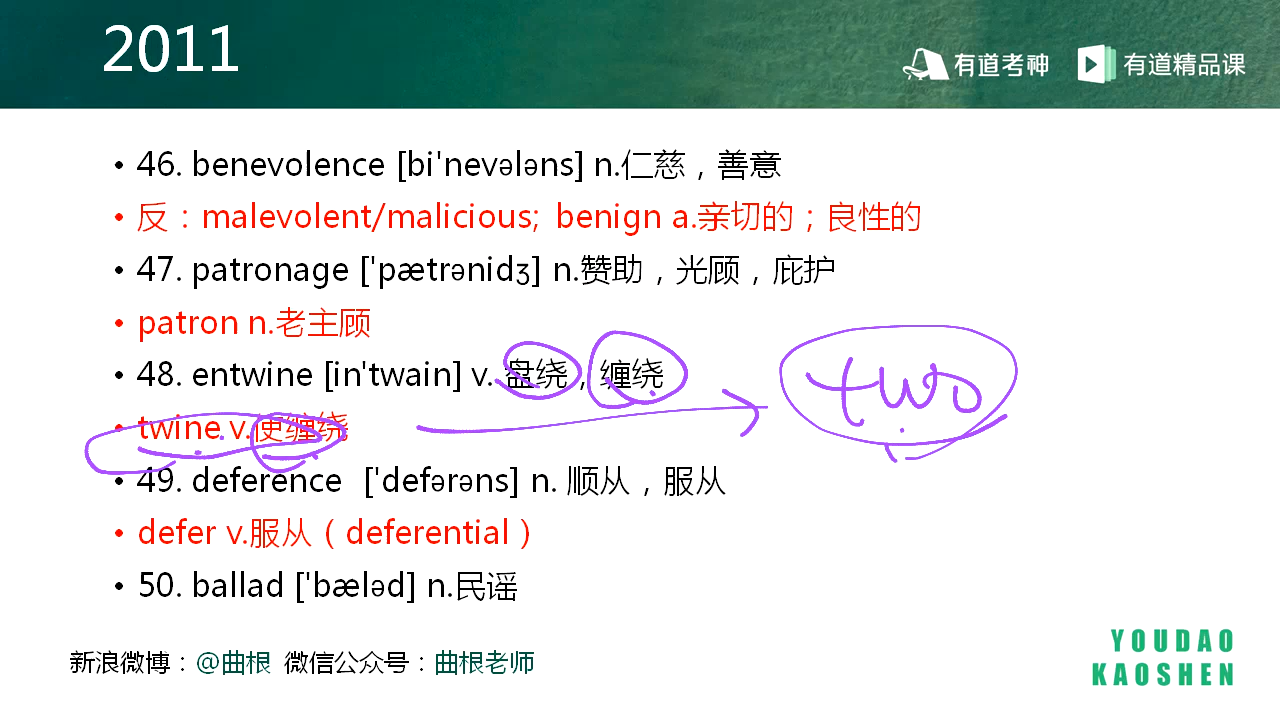 2011
有道考神
有道精品课
• 46. benevolence [bi'nevələns] n.仁慈，善意
• 反：malevolent/malicious; benign a.亲切的；良性的
• 47. patronage ['pætrənidʒ] n.赞助，光顾，庇护
• patron n.老主顾
• 48. entwine [in'twain] v. 盘绕，缠绕
two
• twine v.使缠绕
• 49. deference ['defərəns] n. 顺从，服从
• defer v.服从（deferential）
• 50. ballad ['bæləd] n.民谣
YOUDAO
KAOSHEN
新浪微博：@曲根 微信公众号：曲根老师